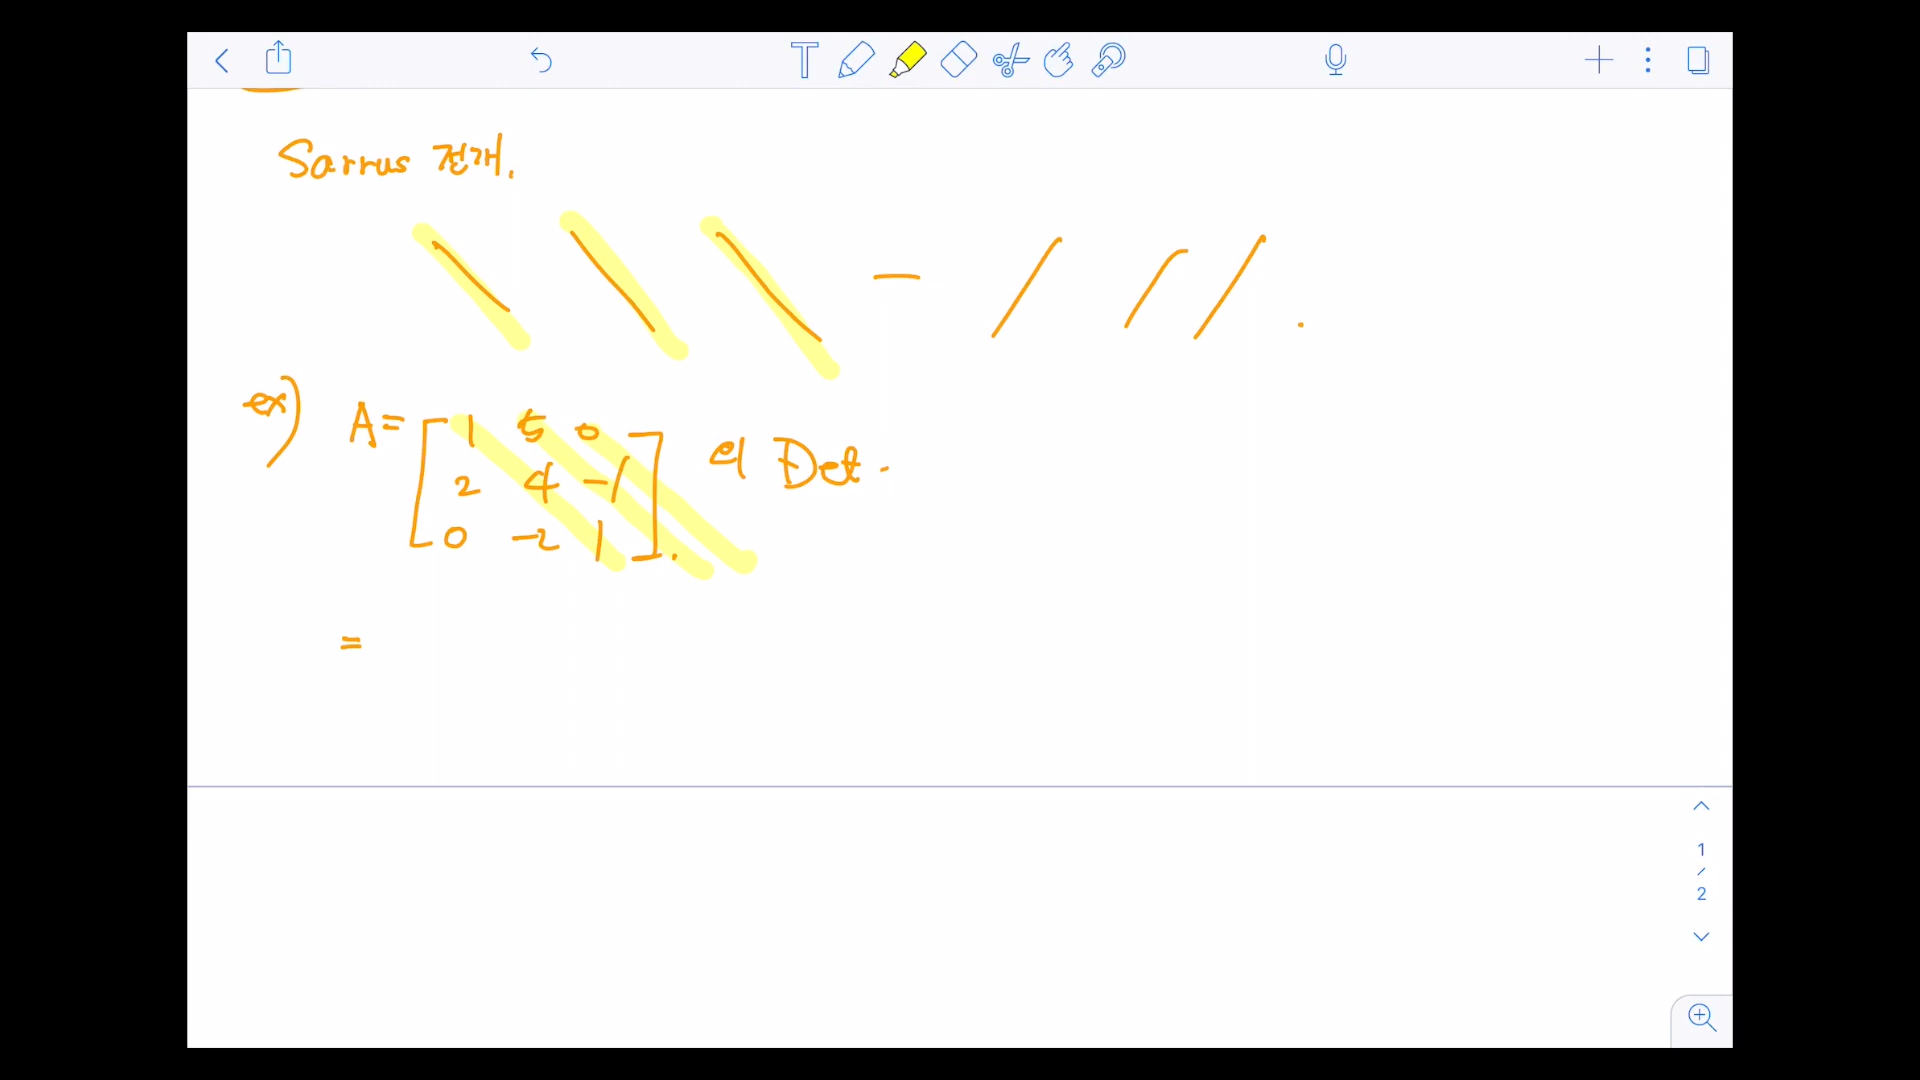 Sarrus 전개.
\ \ \ - / / / .
ex) A= [ 1 5 0
2 4 -1
0 -2 1 ] . 의 Det .
=
1
/
2